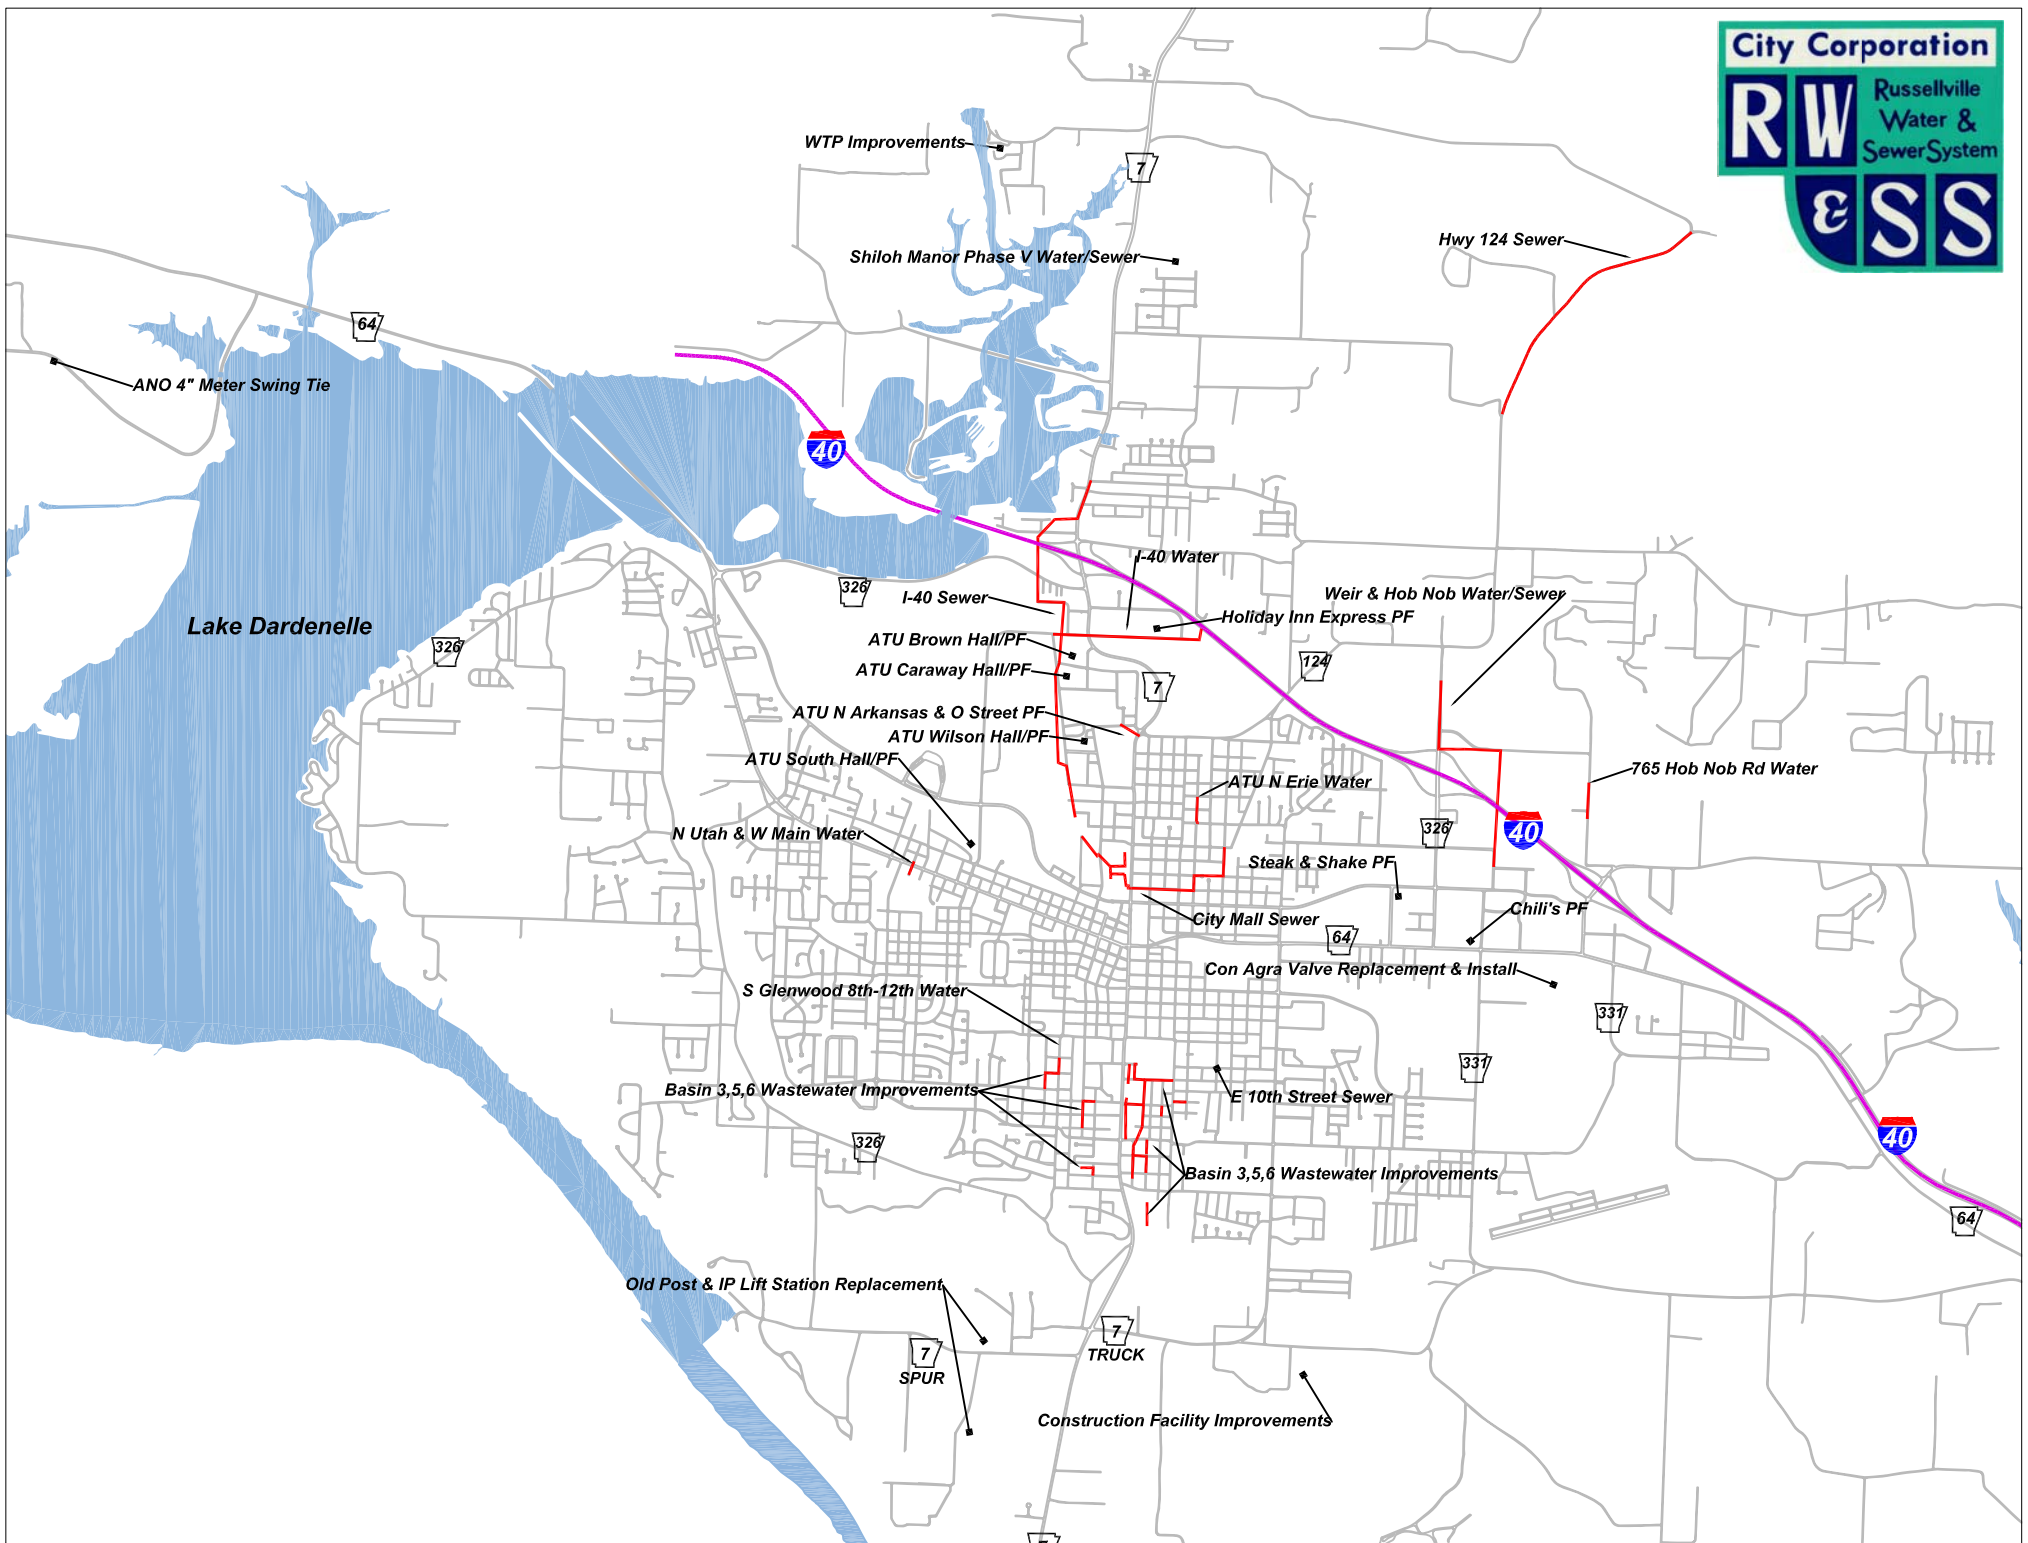 City Corporation
R W
Russellville
Water &
Sewer System
& S S
WTP Improvements
7
Shiloh Manor Phase V Water/Sewer
Hwy 124 Sewer
64
ANO 4" Meter Swing Tie
40
I-40 Water
326
I-40 Sewer
Weir & Hob Nob Water/Sewer
Holiday Inn Express PF
Lake Dardenelle
326
ATU Brown Hall/PF
124
ATU Caraway Hall/PF
7
ATU N Arkansas & O Street PF
ATU Wilson Hall/PF
ATU South Hall/PF
765 Hob Nob Rd Water
ATU N Erie Water
N Utah & W Main Water
326
40
Steak & Shake PF
Chili's PF
City Mall Sewer
64
Con Agra Valve Replacement & Install
S Glenwood 8th-12th Water
331
331
Basin 3,5,6 Wastewater Improvements
E 10th Street Sewer
326
40
Basin 3,5,6 Wastewater Improvements
64
Old Post & IP Lift Station Replacement
7
TRUCK
7
SPUR
Construction Facility Improvements